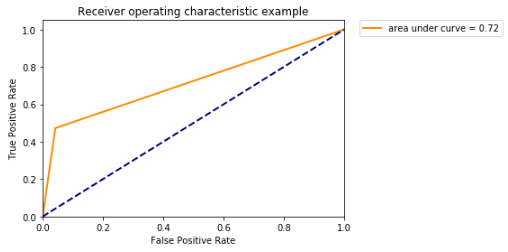 Receiver operating characteristic example
area under curve = 0.72
True Positive Rate
1.0
0.8
0.6
0.4
0.2
0.0
0.0 0.2 0.4 0.6 0.8 1.0
False Positive Rate